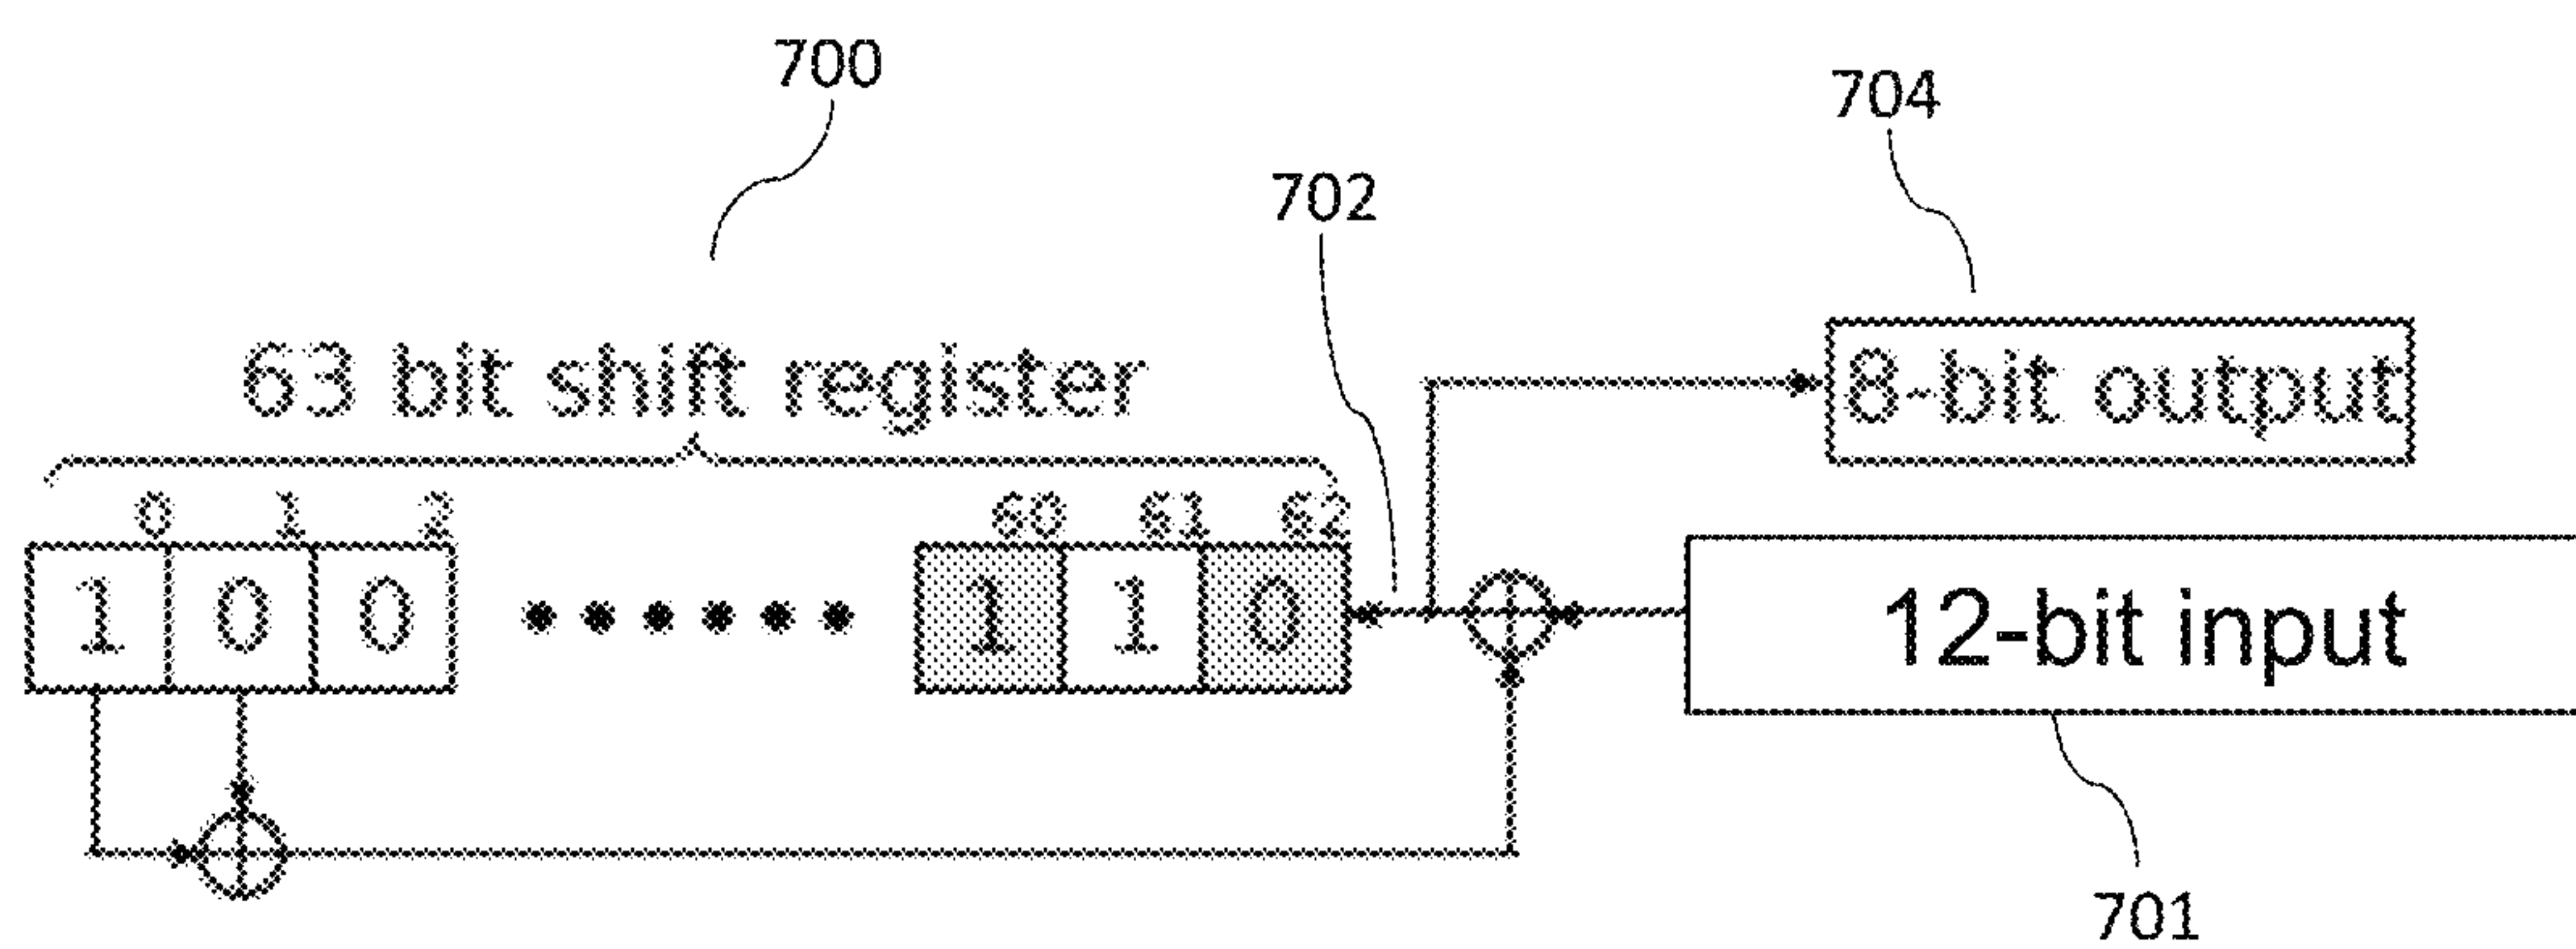 700
704
702
63 bit shift register
8-bit output
0 1 2 60 61 62
1 0 0 1 1 0
12-bit input
701